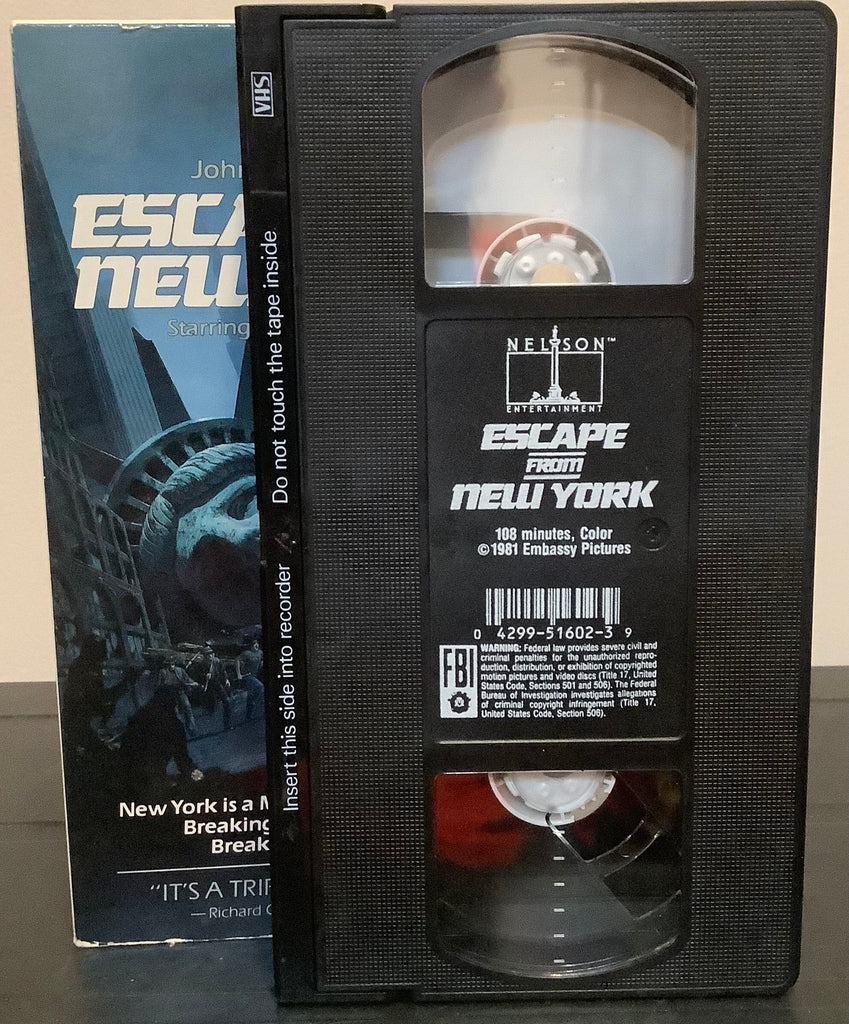 John
ESCA
NEW
Starring
New York is a M
Breaking
Break
"IT'S A TRIP
— Richard C
VHS
Do not touch the tape inside
Insert this side into recorder
NELSON™
ENTERTAINMENT
ESCAPE
FROM
NEW YORK
108 minutes, Color
©1981 Embassy Pictures
0 4299-51602-3 9
FBI
WARNING: Federal law provides severe civil and
criminal penalties for the unauthorized repro-
duction, distribution, or exhibition of copyrighted
motion pictures and video discs (Title 17, United
States Code, Sections 501 and 506). The Federal
Bureau of Investigation investigates allegations
of criminal copyright infringement (Title 17,
United States Code, Section 506).